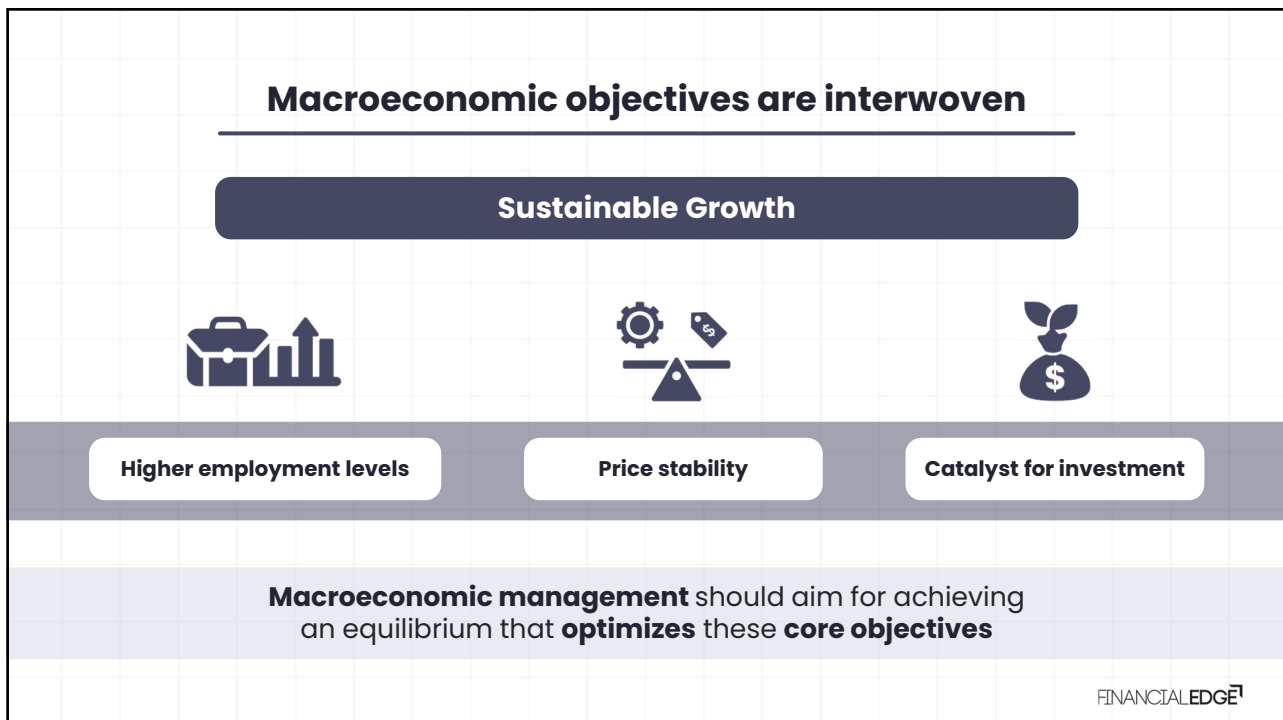 Macroeconomic objectives are interwoven
Sustainable Growth
$
$
Higher employment levels
Price stability
Catalyst for investment
Macroeconomic management should aim for achieving
an equilibrium that optimizes these core objectives
FINANCIALEDGE